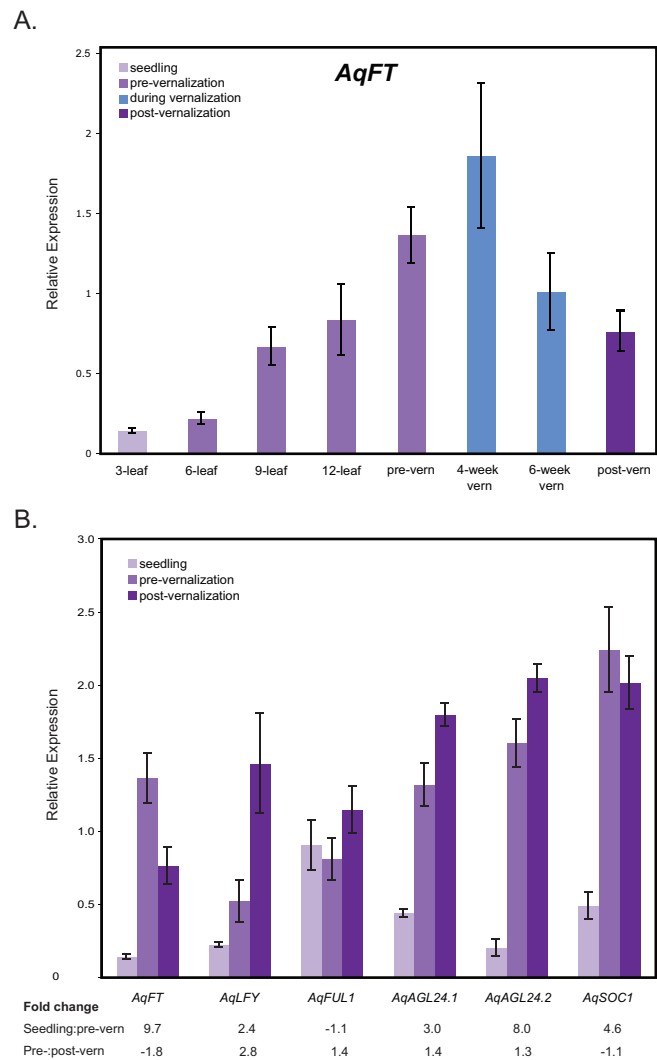 A.
AqFT
seedling
pre-vernalization
during vernalization
post-vernalization
Relative Expression
2.5
2
1.5
1
0.5
0
3-leaf 6-leaf 9-leaf 12-leaf pre-vern 4-week vern 6-week vern post-vern
B.
seedling
pre-vernalization
post-vernalization
Relative Expression
3.0
2.5
2.0
1.5
1.0
0.5
0
AqFT AqLFY AqFUL1 AqAGL24.1 AqAGL24.2 AqSOC1
Fold change
Seedling:pre-vern 9.7 2.4 -1.1 3.0 8.0 4.6
Pre-:post-vern -1.8 2.8 1.4 1.4 1.3 -1.1